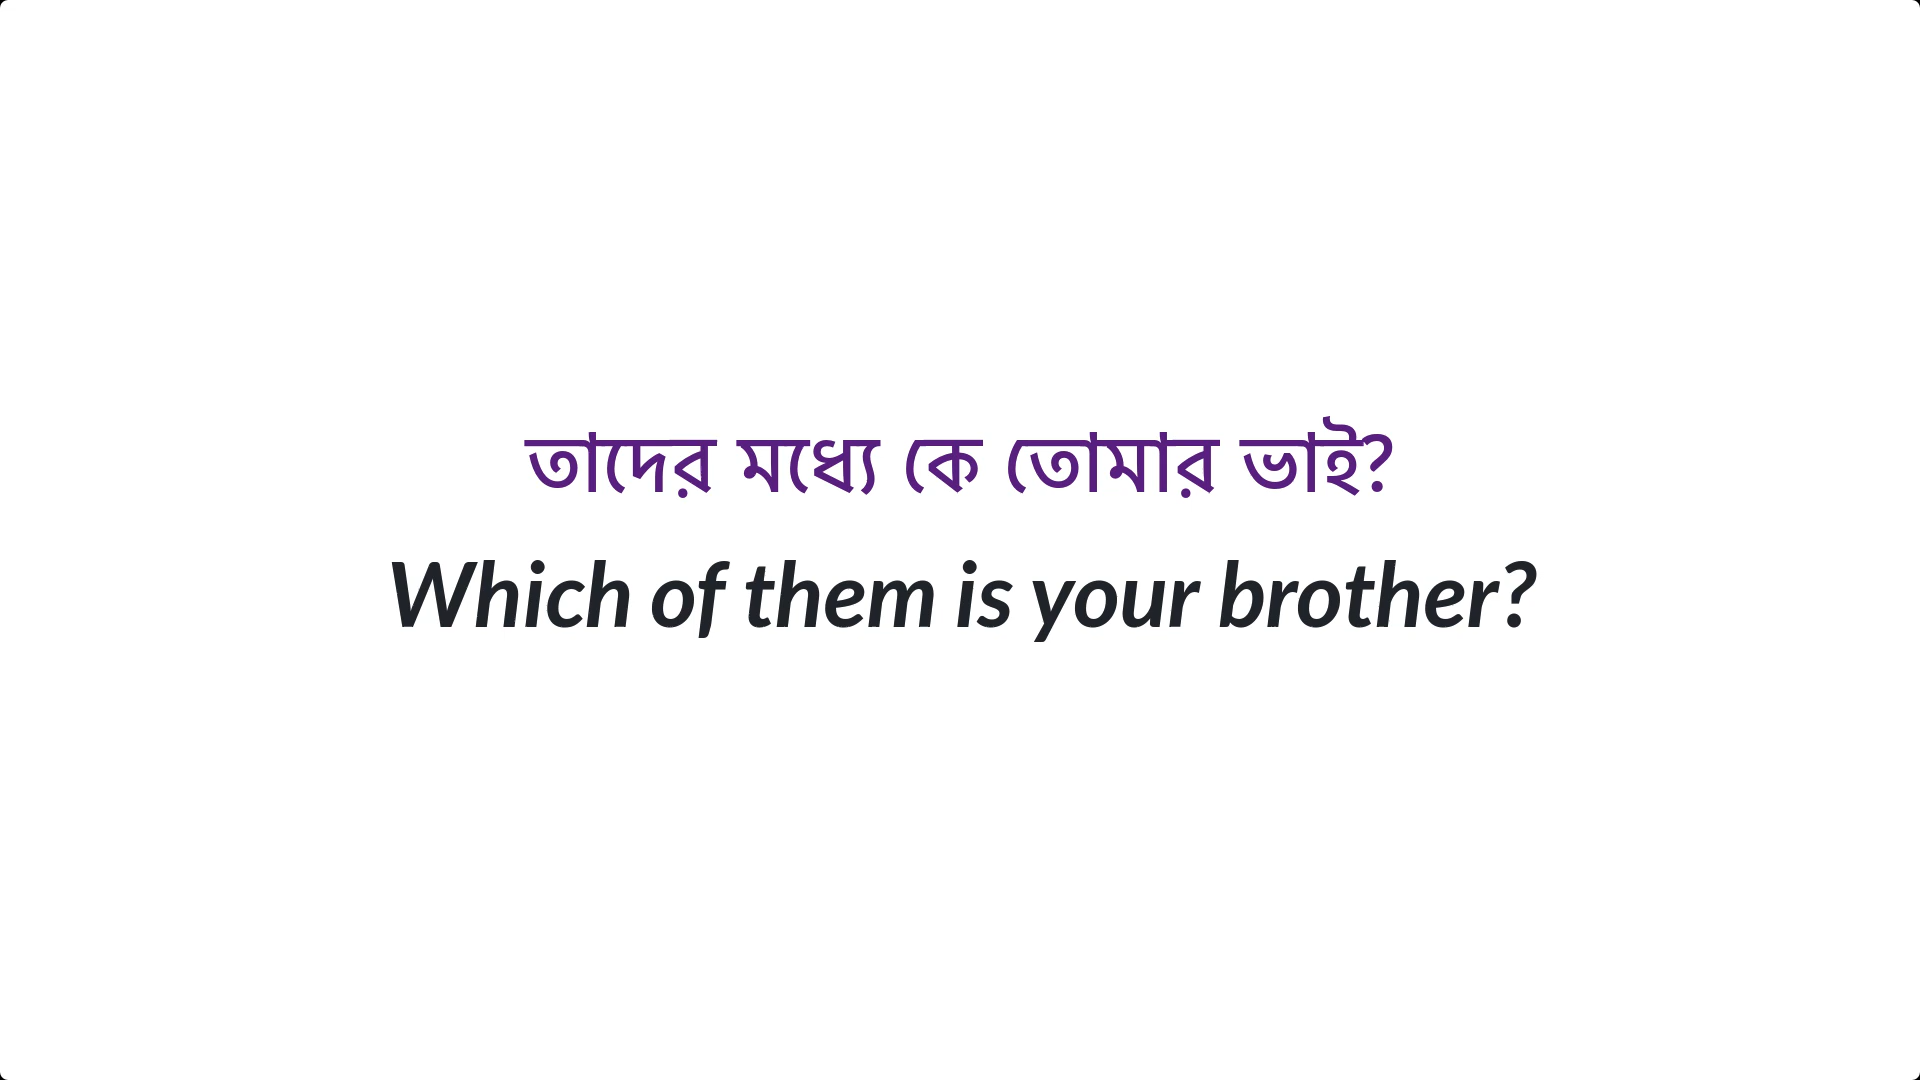 তাদের মধ্যে কে তোমার ভাই?
Which of them is your brother?